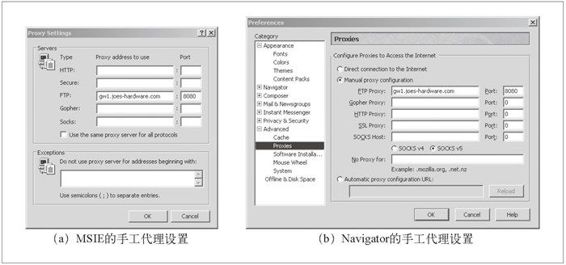 Proxy Settings
Servers
Type Proxy address to use Port
HTTP: :
Secure: :
FTP: gw1.joes-hardware.com : 8080
Gopher: :
Socks: :
Use the same proxy server for all protocols
Exceptions
Do not use proxy server for addresses beginning with:
Use semicolons ( ; ) to separate entries.
OK Cancel
(a) MSIE的手工代理设置
Preferences
Category
Appearance
Fonts
Colors
Themes
Content Packs
Navigator
Composer
Mail & Newsgroups
Instant Messenger
Privacy & Security
Advanced
Cache
Proxies
Software Installa...
Mouse Wheel
System
Offline & Disk Space
Proxies
Configure Proxies to Access the Internet
Direct connection to the Internet
Manual proxy configuration
FTP Proxy: gw1.joes-hardware.com Port: 8080
Gopher Proxy: Port: 0
HTTP Proxy: Port: 0
SSL Proxy: Port: 0
SOCKS Host: Port: 0
SOCKS v4 SOCKS v5
No Proxy for:
Example: .mozilla.org, .net.nz
Automatic proxy configuration URL:
Reload
OK Cancel Help
(b) Navigator的手工代理设置